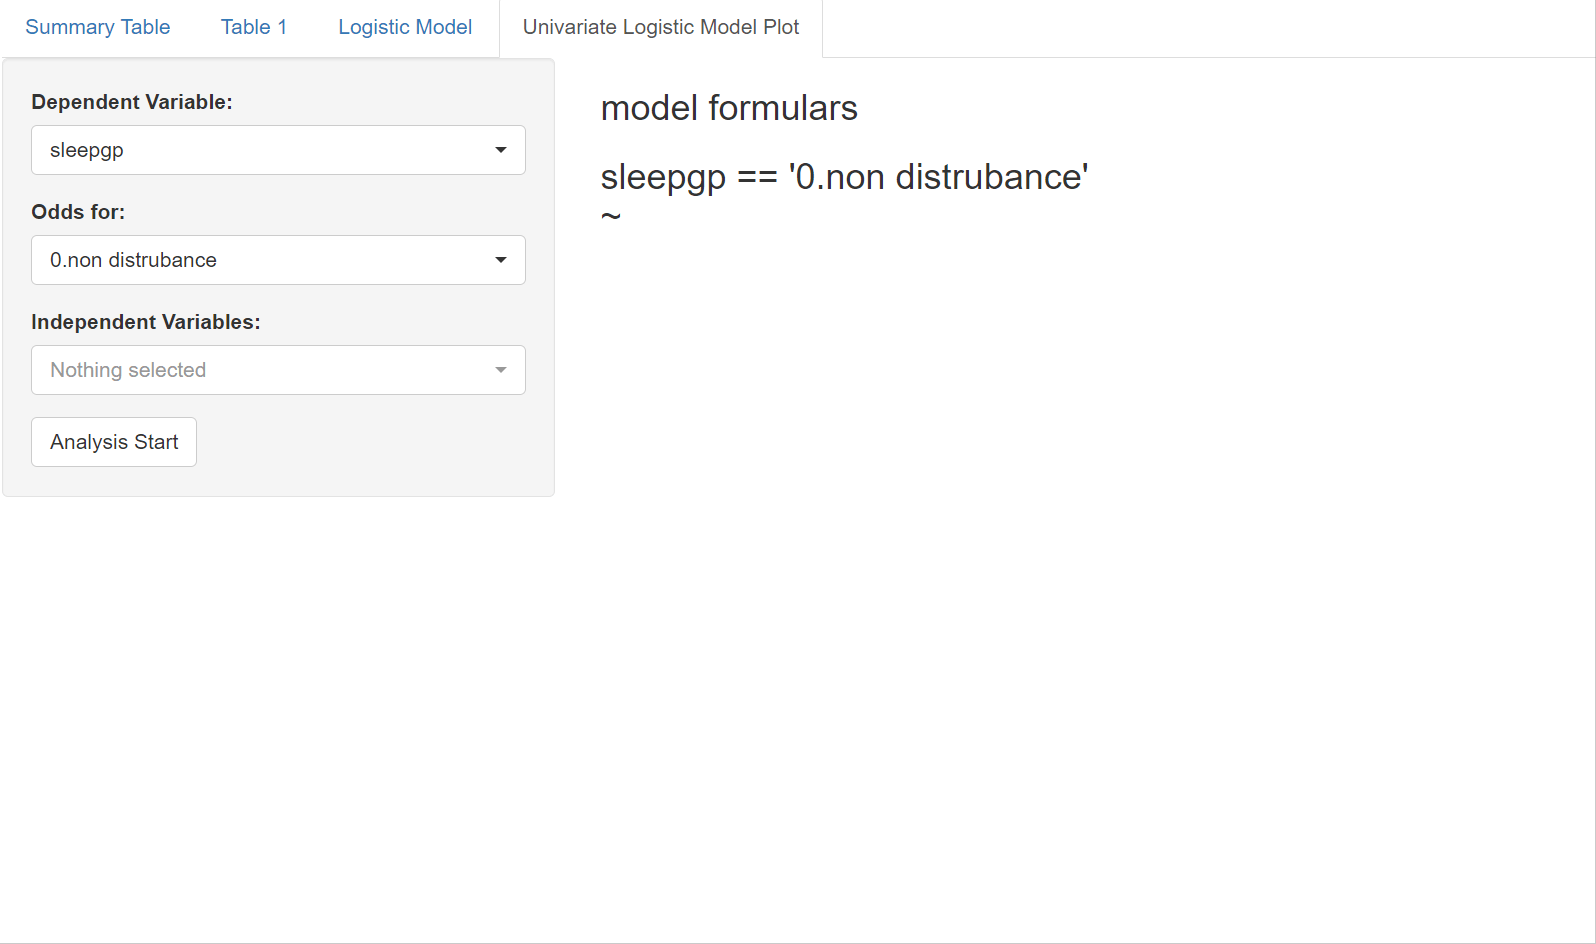 Summary Table Table 1 Logistic Model Univariate Logistic Model Plot
Dependent Variable:
sleepgp
Odds for:
0.non distrubance
Independent Variables:
Nothing selected
Analysis Start
model formulars
sleepgp == '0.non distrubance'
~